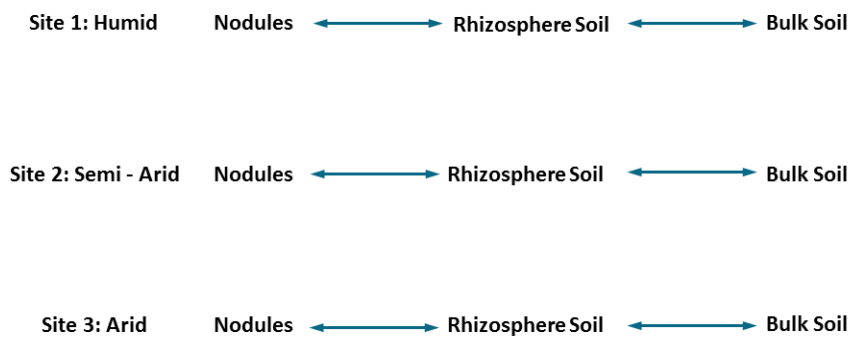 Site 1: Humid Nodules Rhizosphere Soil Bulk Soil
Site 2: Semi - Arid Nodules Rhizosphere Soil Bulk Soil
Site 3: Arid Nodules Rhizosphere Soil Bulk Soil